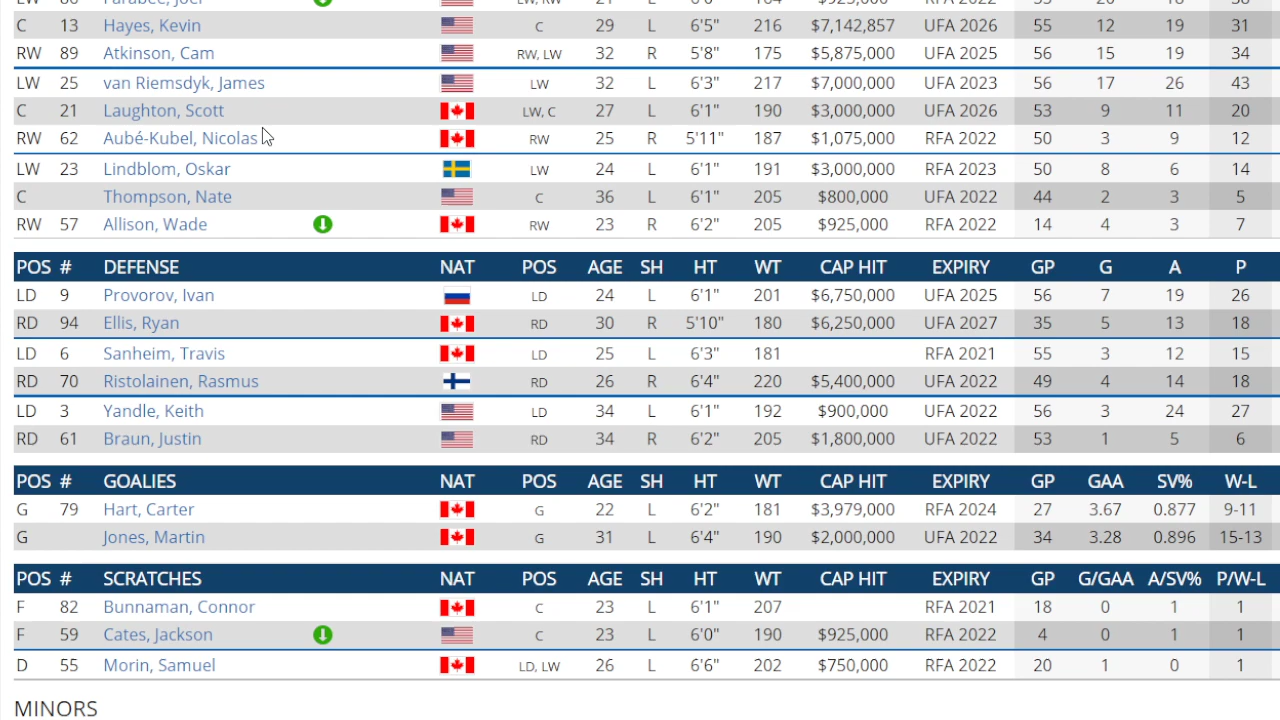 C 13 Hayes, Kevin C 29 L 6'5" 216 $7,142,857 UFA 2026 55 12 19 31
RW 89 Atkinson, Cam RW, LW 32 R 5'8" 175 $5,875,000 UFA 2025 56 15 19 34
LW 25 van Riemsdyk, James LW 32 L 6'3" 217 $7,000,000 UFA 2023 56 17 26 43
C 21 Laughton, Scott LW, C 27 L 6'1" 190 $3,000,000 UFA 2026 53 9 11 20
RW 62 Aubé-Kubel, Nicolas RW 25 R 5'11" 187 $1,075,000 RFA 2022 50 3 9 12
LW 23 Lindblom, Oskar LW 24 L 6'1" 191 $3,000,000 RFA 2023 50 8 6 14
C Thompson, Nate C 36 L 6'1" 205 $800,000 UFA 2022 44 2 3 5
RW 57 Allison, Wade RW 23 R 6'2" 205 $925,000 RFA 2022 14 4 3 7
POS # DEFENSE NAT POS AGE SH HT WT CAP HIT EXPIRY GP G A P
LD 9 Provorov, Ivan LD 24 L 6'1" 201 $6,750,000 UFA 2025 56 7 19 26
RD 94 Ellis, Ryan RD 30 R 5'10" 180 $6,250,000 UFA 2027 35 5 13 18
LD 6 Sanheim, Travis LD 25 L 6'3" 181 RFA 2021 55 3 12 15
RD 70 Ristolainen, Rasmus RD 26 R 6'4" 220 $5,400,000 UFA 2022 49 4 14 18
LD 3 Yandle, Keith LD 34 L 6'1" 192 $900,000 UFA 2022 56 3 24 27
RD 61 Braun, Justin RD 34 R 6'2" 205 $1,800,000 UFA 2022 53 1 5 6
POS # GOALIES NAT POS AGE SH HT WT CAP HIT EXPIRY GP GAA SV% W-L
G 79 Hart, Carter G 22 L 6'2" 181 $3,979,000 RFA 2024 27 3.67 0.877 9-11
G Jones, Martin G 31 L 6'4" 190 $2,000,000 UFA 2022 34 3.28 0.896 15-13
POS # SCRATCHES NAT POS AGE SH HT WT CAP HIT EXPIRY GP G/GAA A/SV% P/W-L
F 82 Bunnaman, Connor C 23 L 6'1" 207 RFA 2021 18 0 1 1
F 59 Cates, Jackson C 23 L 6'0" 190 $925,000 RFA 2022 4 0 1 1
D 55 Morin, Samuel LD, LW 26 L 6'6" 202 $750,000 RFA 2022 20 1 0 1
MINORS